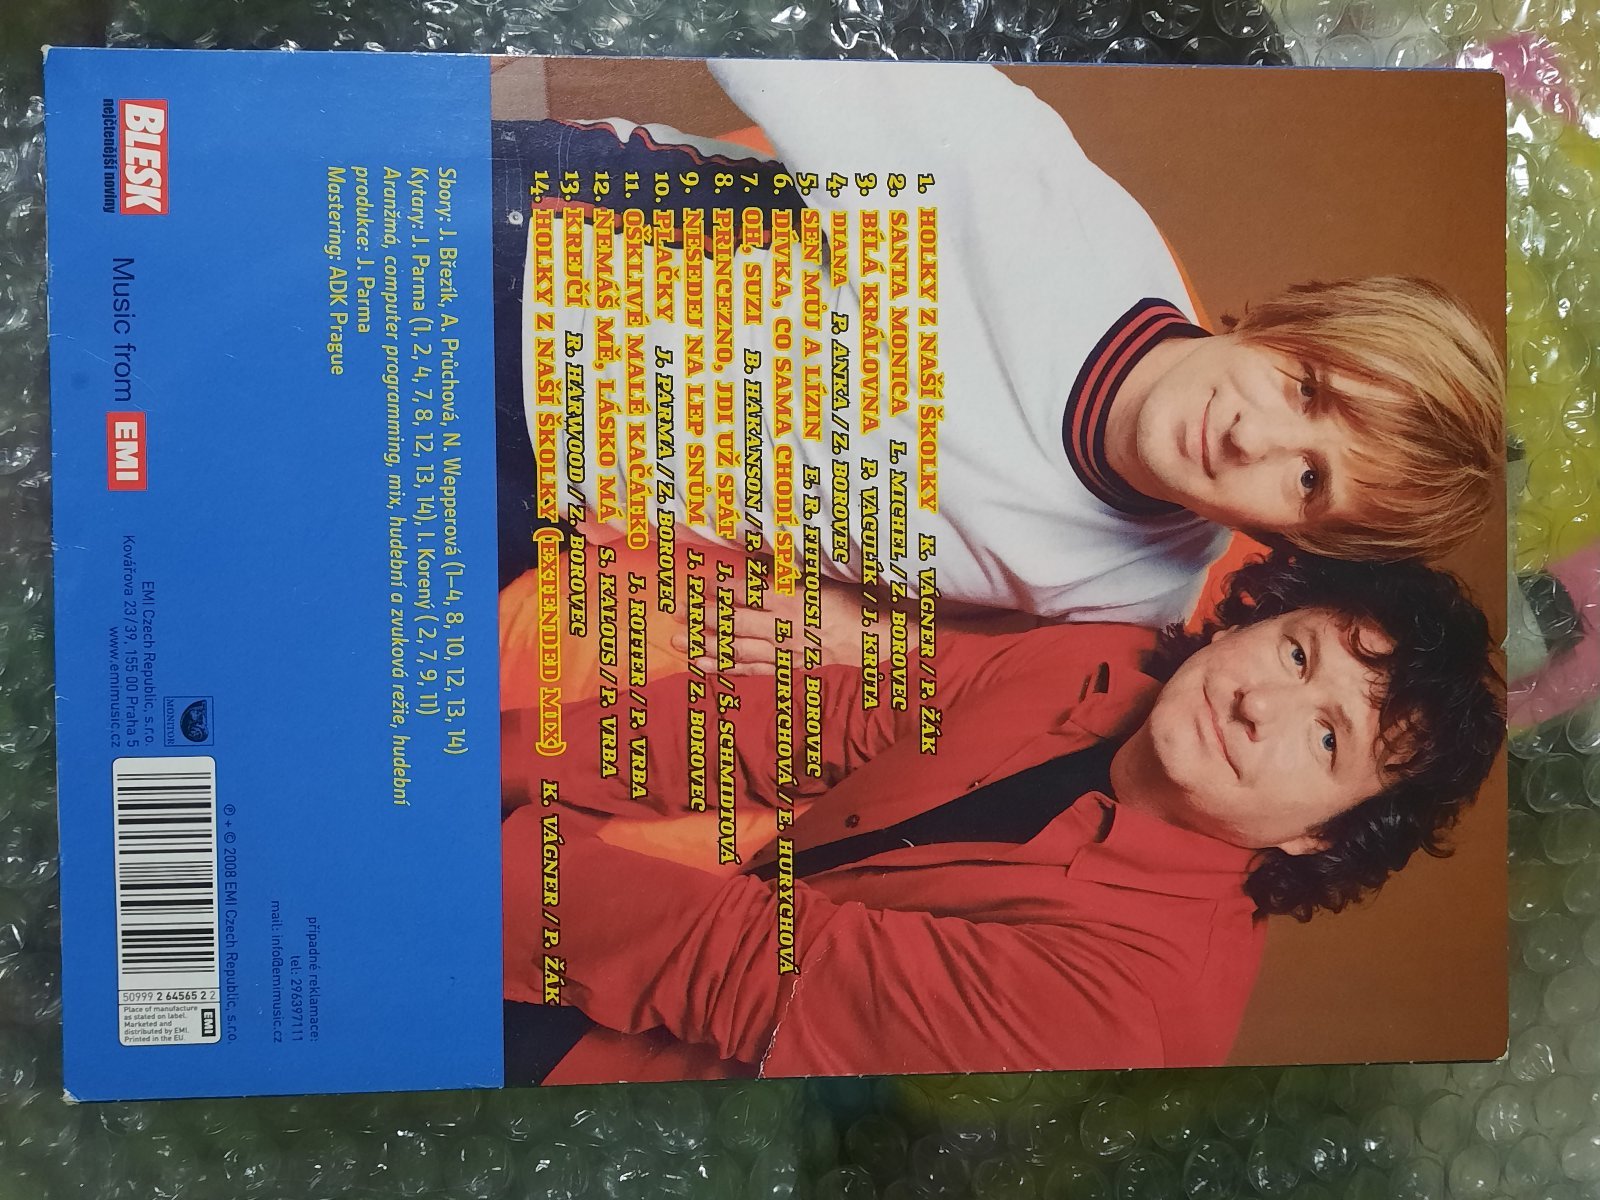 1. HOLKY Z NAŠÍ ŠKOLKY K. VÁGNER / P. ŽÁK
2. SANTA MONICA L. MICHEL / Z. BOROVEC
3. BÍLÁ KRÁLOVNA P. VACULÍK / J. KRŮTA
4. DIANA P. ANKA / Z. BOROVEC
5. SEN MŮJ A LÍZIN E. R. FITTOUSI / Z. BOROVEC
6. DÍVKA, CO SAMA CHODÍ SPÁT E. HURYCHOVÁ / E. HURYCHOVÁ
7. OH, SUZI B. HAKANSON / P. ŽÁK
8. PRINCEZNO, JDI UŽ SPÁT J. PARMA / Š. SCHMIDTOVÁ
9. NESEDEJ NA LEP SNŮM J. PARMA / Z. BOROVEC
10. PLAČKY J. PARMA / Z. BOROVEC
11. OŠKLIVÉ MALÉ KAČÁTKO J. ROTTER / P. VRBA
12. NEMÁŠ MĚ, LÁSKO MÁ S. KALOUS / P. VRBA
13. KREJČÍ R. HARWOOD / Z. BOROVEC
14. HOLKY Z NAŠÍ ŠKOLKY (EXTENDED MIX) K. VÁGNER / P. ŽÁK
Sbory: J. Březík, A. Průchová, N. Wepperová (1–4, 8, 10, 12, 13, 14)
Kytary: J. Parma (1, 2, 4, 7, 8, 12, 13, 14), I. Korený ( 2, 7, 9, 11)
Aranžmá, computer programming, mix, hudební a zvuková režie, hudební
produkce: J. Parma
Mastering: ADK Prague
případné reklamace:
tel: 296397111
mail: info@emimusic.cz
℗ + © 2008 EMI Czech Republic, s.r.o.
BLESK
nejčtenější noviny
Music from EMI
MONITOR
EMI Czech Republic, s.r.o.
Kovářova 23/39, 155 00 Praha 5
www.emimusic.cz
50999 2 64565 2 2
EMI
Place of manufacture
as stated on label.
Marketed and
distributed by EMI.
Printed in the EU.